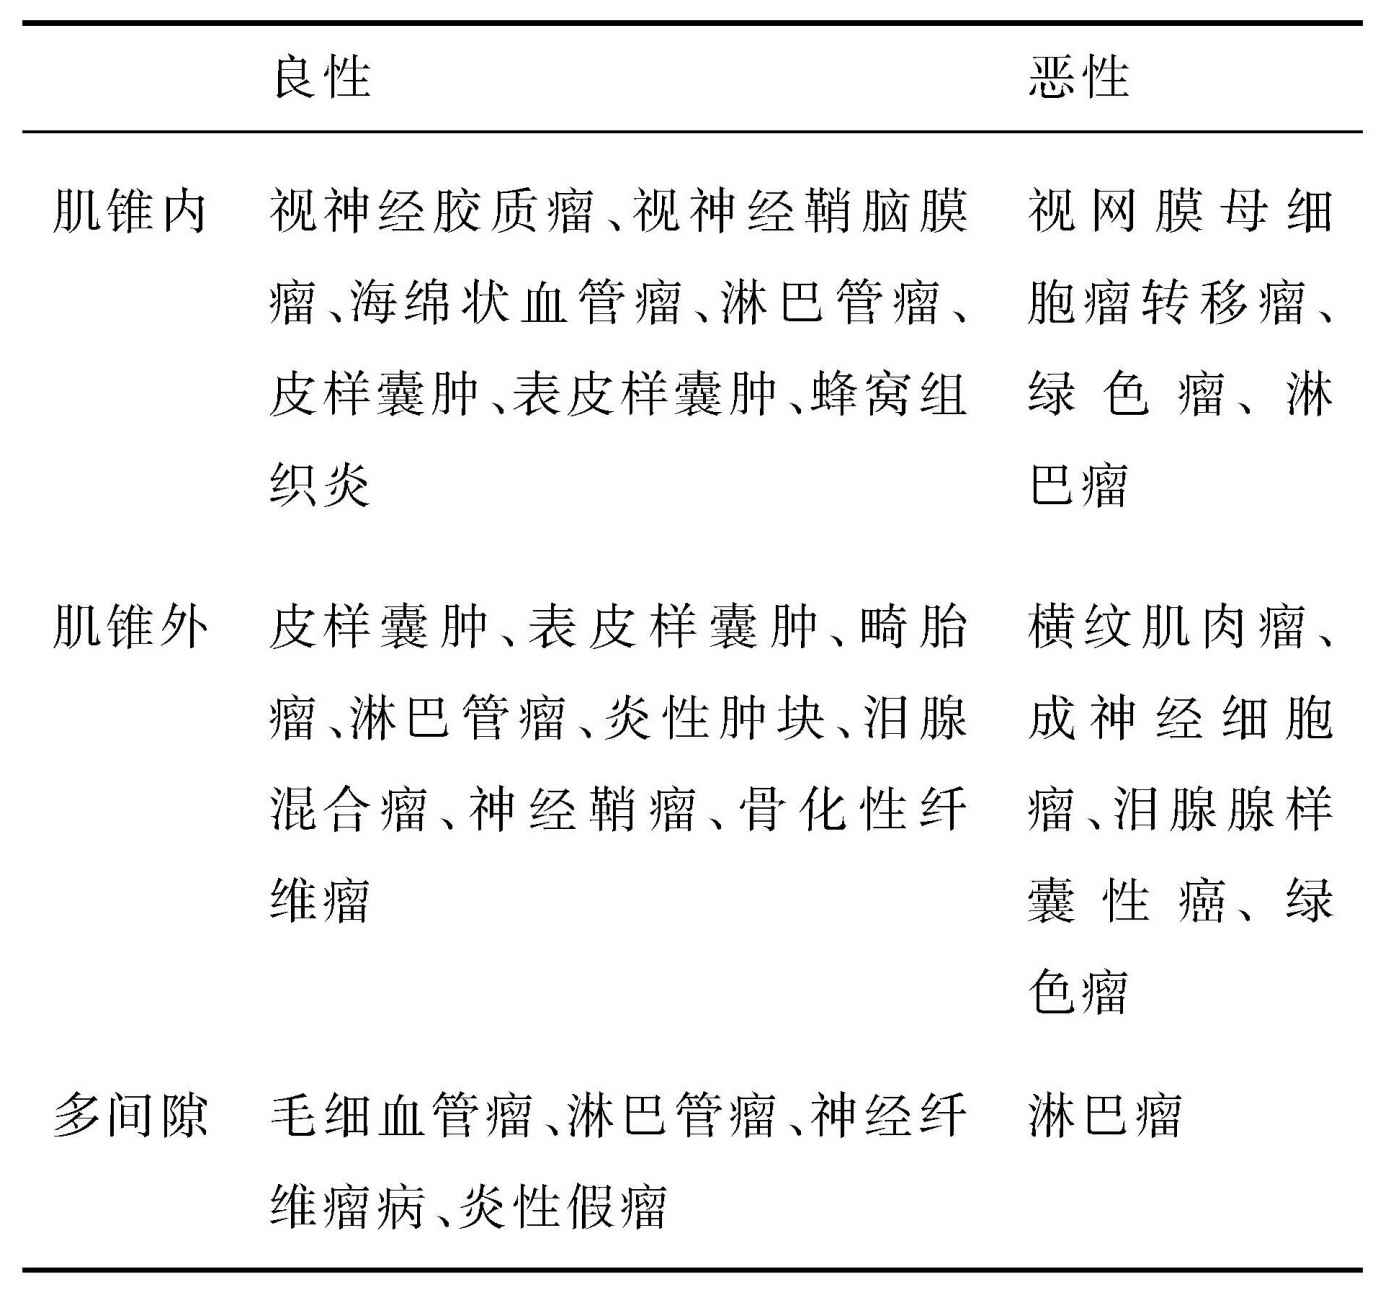 良性 恶性
肌锥内 视神经胶质瘤、视神经鞘脑膜 视网膜母细
瘤、海绵状血管瘤、淋巴管瘤、 胞瘤转移瘤、
皮样囊肿、表皮样囊肿、蜂窝组 绿色瘤、淋
织炎 巴瘤
肌锥外 皮样囊肿、表皮样囊肿、畸胎 横纹肌肉瘤、
瘤、淋巴管瘤、炎性肿块、泪腺 成神经细胞
混合瘤、神经鞘瘤、骨化性纤 瘤、泪腺腺样
维瘤 囊性癌、绿
色瘤
多间隙 毛细血管瘤、淋巴管瘤、神经纤 淋巴瘤
维瘤病、炎性假瘤